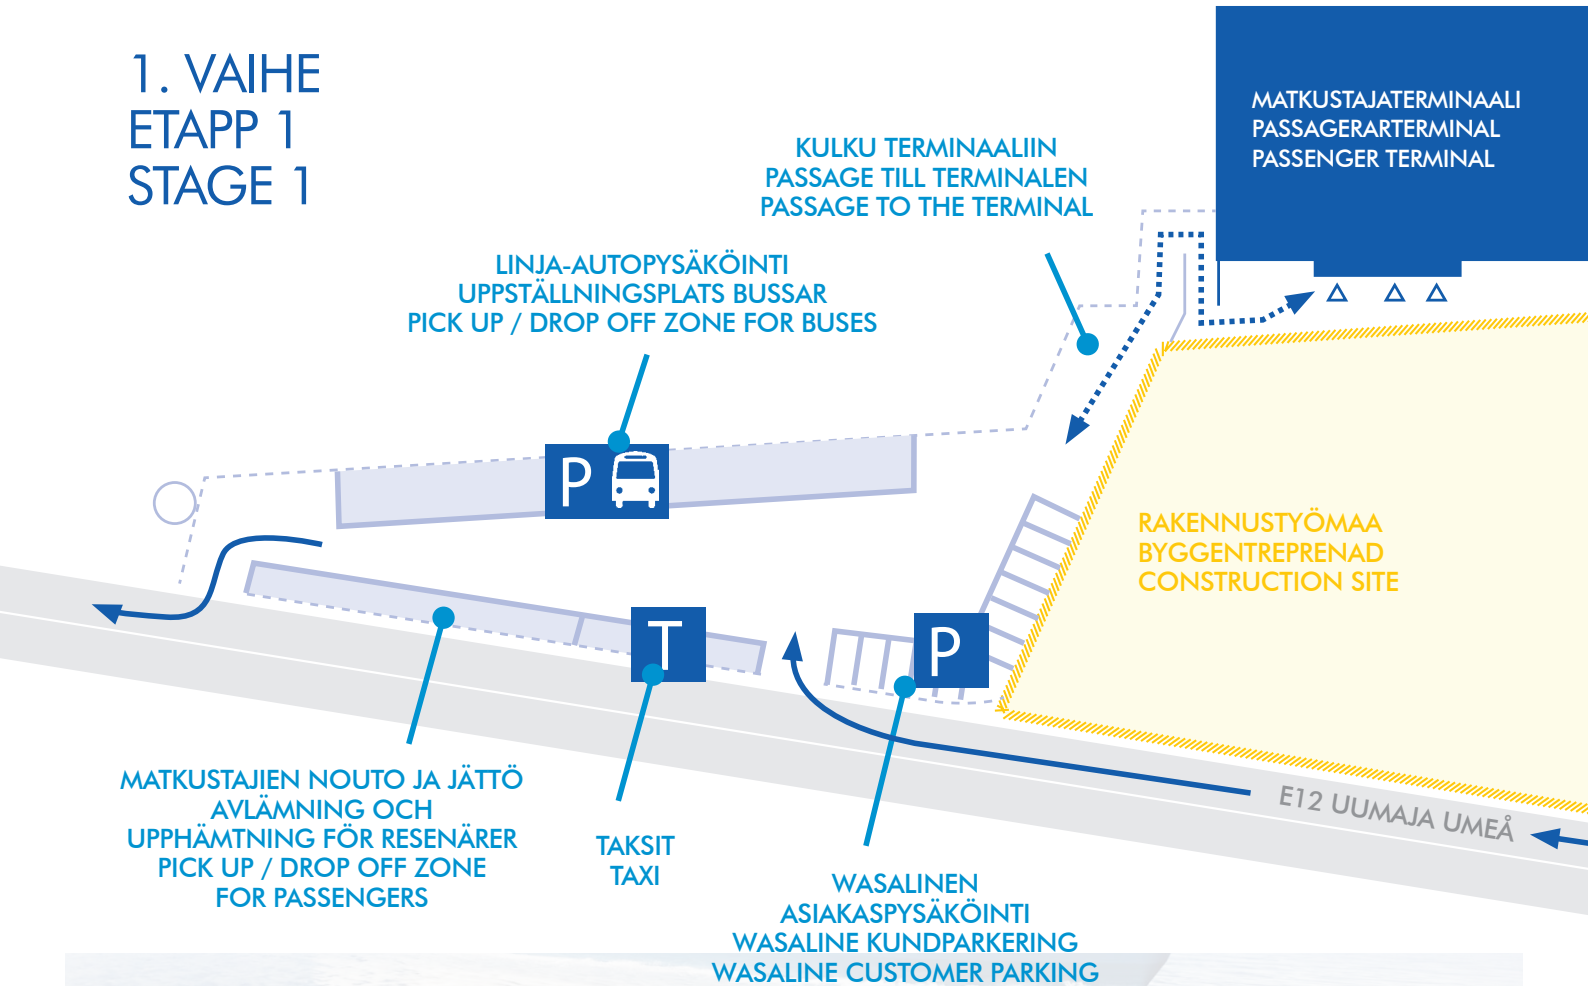 1. VAIHE
ETAPP 1
STAGE 1
MATKUSTAJATERMINAALI
PASSAGERARTERMINAL
PASSENGER TERMINAL
KULKU TERMINAALIIN
PASSAGE TILL TERMINALEN
PASSAGE TO THE TERMINAL
LINJA-AUTOPYSÄKÖINTI
UPPSTÄLLNINGSPLATS BUSSAR
PICK UP / DROP OFF ZONE FOR BUSES
P
RAKENNUSTYÖMAA
BYGGENTREPRENAD
CONSTRUCTION SITE
T
P
E12 UUMAJA UMEÅ
MATKUSTAJIEN NOUTO JA JÄTTÖ
AVLÄMNING OCH
UPPHÄMTNING FÖR RESENÄRER
PICK UP / DROP OFF ZONE
FOR PASSENGERS
TAKSIT
TAXI
WASALINEN
ASIAKASPYSÄKÖINTI
WASALINE KUNDPARKERING
WASALINE CUSTOMER PARKING